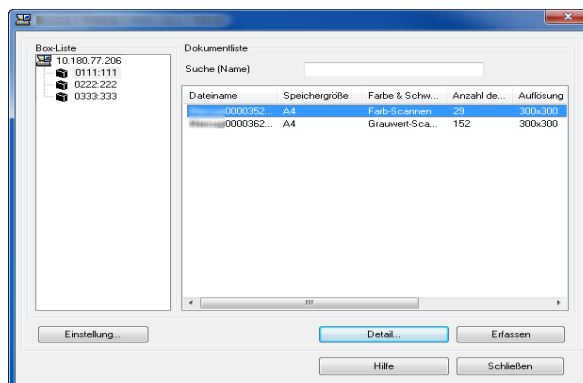 Box-Liste
10.180.77.206
0111:111
0222:222
0333:333
Dokumentliste
Suche (Name)
Dateiname Speichergröße Farbe & Schw... Anzahl de... Auflösung
0000352... A4 Farb-Scannen 29 300x300
0000362... A4 Grauwert-Sca... 152 300x300
Einstellung... Detail... Erfassen
Hilfe Schließen